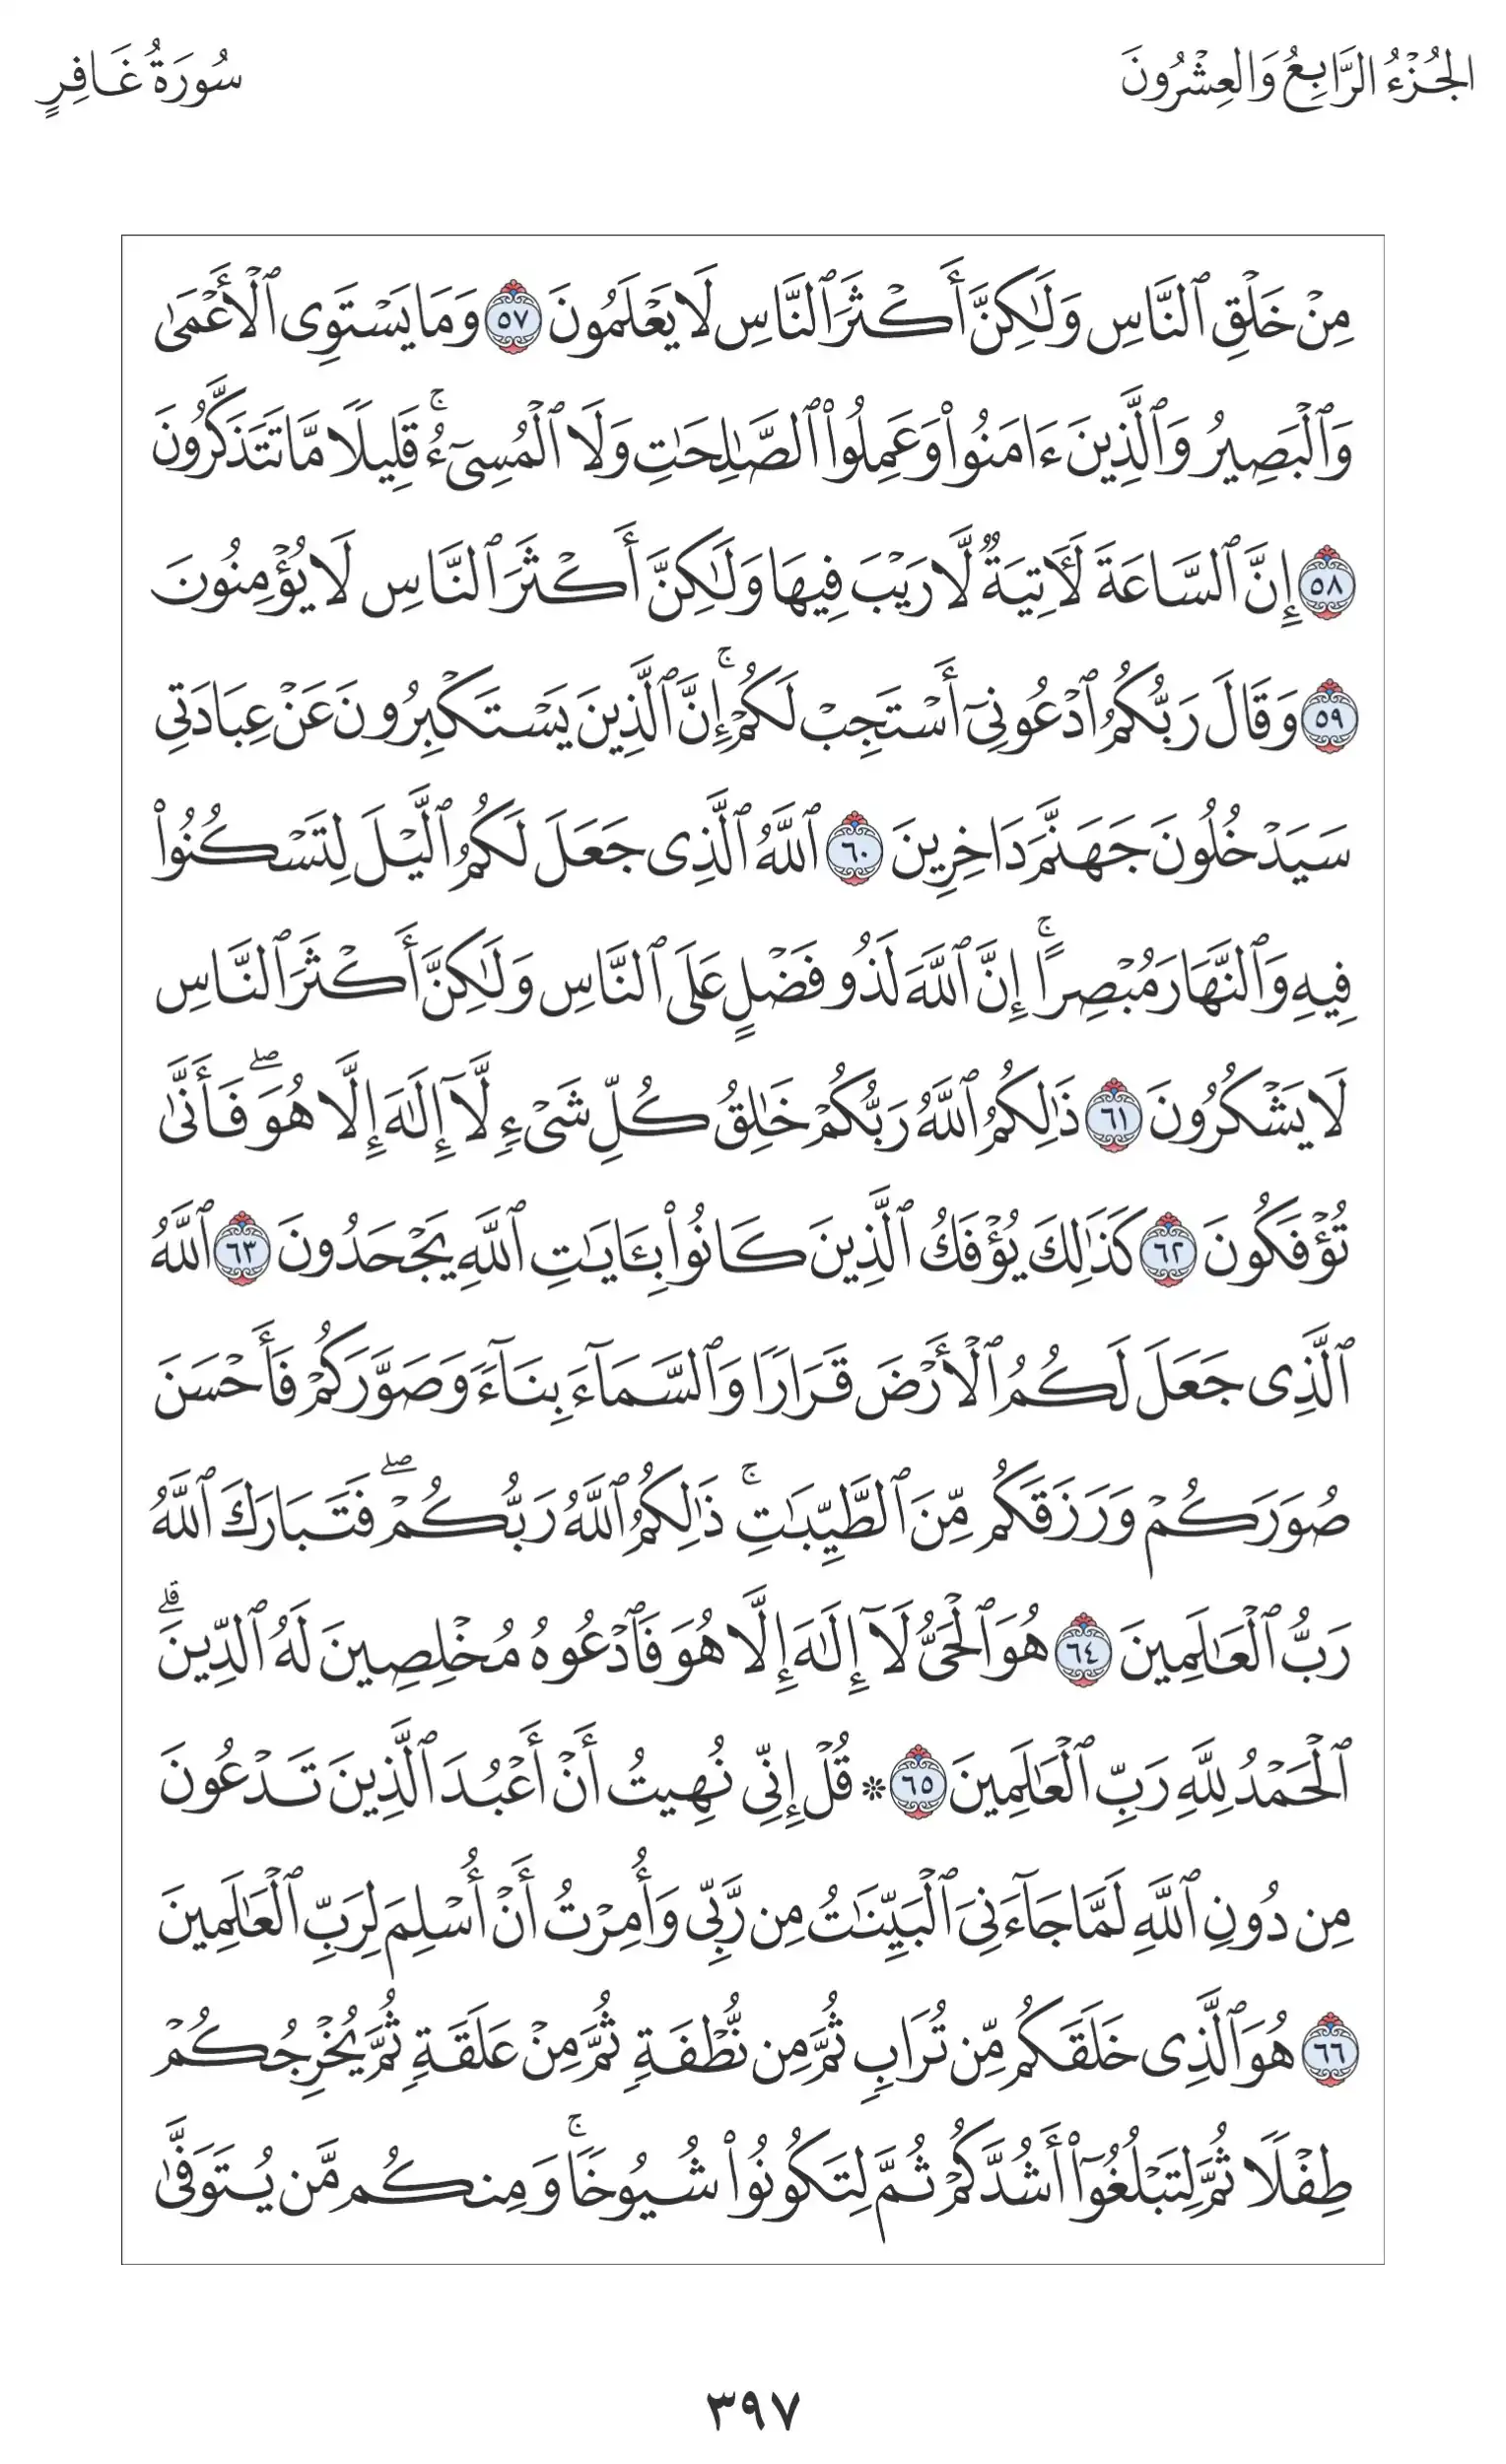 الجُزْءُ الرَّابِعُ وَالعِشْرُونَ
سُورَةُ غَافِرٍ
مِنْ خَلْقِ ٱلنَّاسِ وَلَٰكِنَّ أَكْثَرَ ٱلنَّاسِ لَا يَعْلَمُونَ ٥٧ وَمَا يَسْتَوِى ٱلْأَعْمَىٰ
وَٱلْبَصِيرُ وَٱلَّذِينَ ءَامَنُوا۟ وَعَمِلُوا۟ ٱلصَّٰلِحَٰتِ وَلَا ٱلْمُسِىٓءُ ۚ قَلِيلًا مَّا تَتَذَكَّرُونَ
٥٨ إِنَّ ٱلسَّاعَةَ لَءَاتِيَةٌ لَّا رَيْبَ فِيهَا وَلَٰكِنَّ أَكْثَرَ ٱلنَّاسِ لَا يُؤْمِنُونَ
٥٩ وَقَالَ رَبُّكُمُ ٱدْعُونِىٓ أَسْتَجِبْ لَكُمْ ۚ إِنَّ ٱلَّذِينَ يَسْتَكْبِرُونَ عَنْ عِبَادَتِى
سَيَدْخُلُونَ جَهَنَّمَ دَاخِرِينَ ٦٠ ٱللَّهُ ٱلَّذِى جَعَلَ لَكُمُ ٱلَّيْلَ لِتَسْكُنُوا۟
فِيهِ وَٱلنَّهَارَ مُبْصِرًا ۚ إِنَّ ٱللَّهَ لَذُو فَضْلٍ عَلَى ٱلنَّاسِ وَلَٰكِنَّ أَكْثَرَ ٱلنَّاسِ
لَا يَشْكُرُونَ ٦١ ذَٰلِكُمُ ٱللَّهُ رَبُّكُمْ خَٰلِقُ كُلِّ شَىْءٍ لَّآ إِلَٰهَ إِلَّا هُوَ ۖ فَأَنَّىٰ
تُؤْفَكُونَ ٦٢ كَذَٰلِكَ يُؤْفَكُ ٱلَّذِينَ كَانُوا۟ بِـَٔايَٰتِ ٱللَّهِ يَجْحَدُونَ ٦٣ ٱللَّهُ
ٱلَّذِى جَعَلَ لَكُمُ ٱلْأَرْضَ قَرَارًا وَٱلسَّمَآءَ بِنَآءً وَصَوَّرَكُمْ فَأَحْسَنَ
صُوَرَكُمْ وَرَزَقَكُم مِّنَ ٱلطَّيِّبَٰتِ ۚ ذَٰلِكُمُ ٱللَّهُ رَبُّكُمْ ۖ فَتَبَارَكَ ٱللَّهُ
رَبُّ ٱلْعَٰلَمِينَ ٦٤ هُوَ ٱلْحَىُّ لَآ إِلَٰهَ إِلَّا هُوَ فَٱدْعُوهُ مُخْلِصِينَ لَهُ ٱلدِّينَ ۗ
ٱلْحَمْدُ لِلَّهِ رَبِّ ٱلْعَٰلَمِينَ ٦٥ * قُلْ إِنِّى نُهِيتُ أَنْ أَعْبُدَ ٱلَّذِينَ تَدْعُونَ
مِن دُونِ ٱللَّهِ لَمَّا جَآءَنِىَ ٱلْبَيِّنَٰتُ مِن رَّبِّى وَأُمِرْتُ أَنْ أُسْلِمَ لِرَبِّ ٱلْعَٰلَمِينَ
٦٦ هُوَ ٱلَّذِى خَلَقَكُم مِّن تُرَابٍ ثُمَّ مِن نُّطْفَةٍ ثُمَّ مِنْ عَلَقَةٍ ثُمَّ يُخْرِجُكُمْ
طِفْلًا ثُمَّ لِتَبْلُغُوٓا۟ أَشُدَّكُمْ ثُمَّ لِتَكُونُوا۟ شُيُوخًا ۚ وَمِنكُم مَّن يُتَوَفَّىٰ
٣٩٧